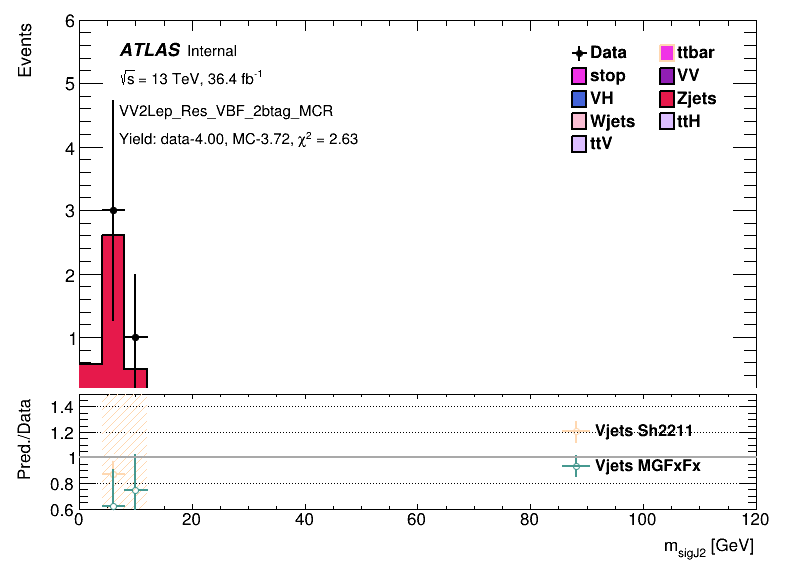 6
Events
ATLAS Internal
√s = 13 TeV, 36.4 fb⁻¹
VV2Lep_Res_VBF_2btag_MCR
Yield: data-4.00, MC-3.72, χ² = 2.63
Data
ttbar
stop
VV
VH
Zjets
Wjets
ttH
ttV
5
4
3
2
1
Pred./Data
1.4
1.2
1
0.8
0.6
Vjets Sh2211
Vjets MGFxFx
0 20 40 60 80 100 120
m_sigJ2 [GeV]